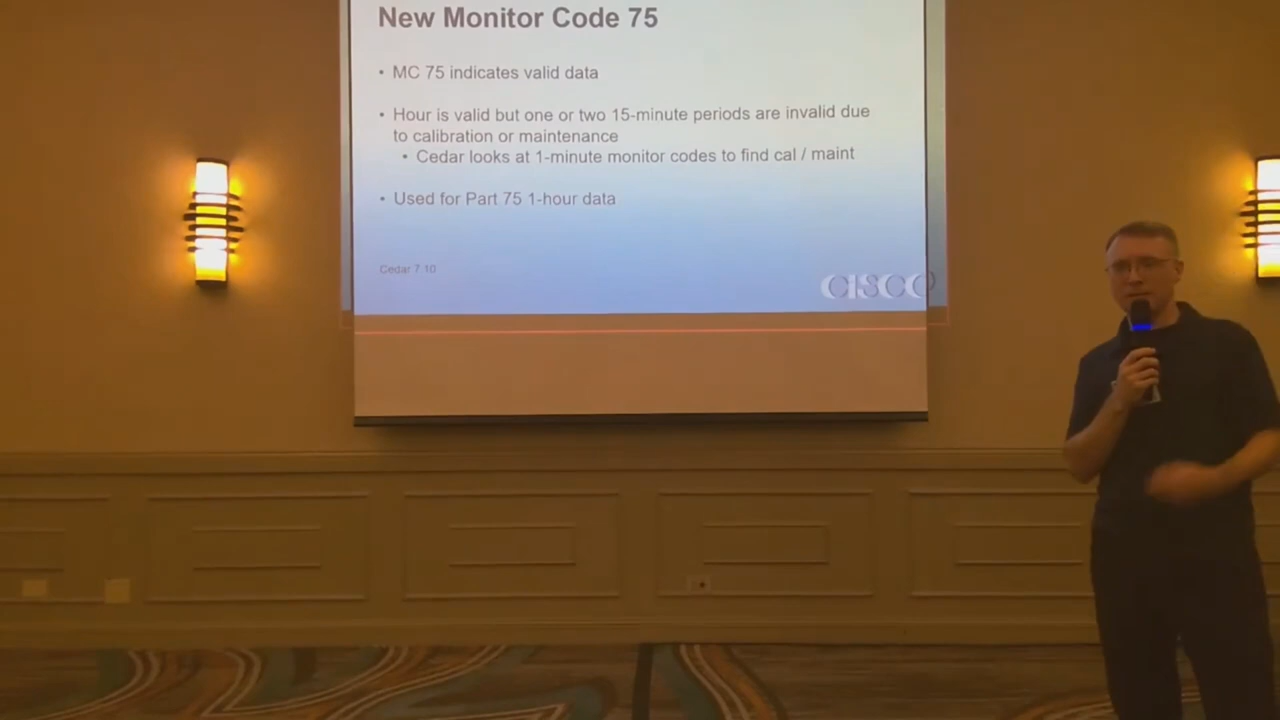 New Monitor Code 75
• MC 75 indicates valid data
• Hour is valid but one or two 15-minute periods are invalid due
to calibration or maintenance
• Cedar looks at 1-minute monitor codes to find cal / maint
• Used for Part 75 1-hour data
Cedar 7.10
CISCO